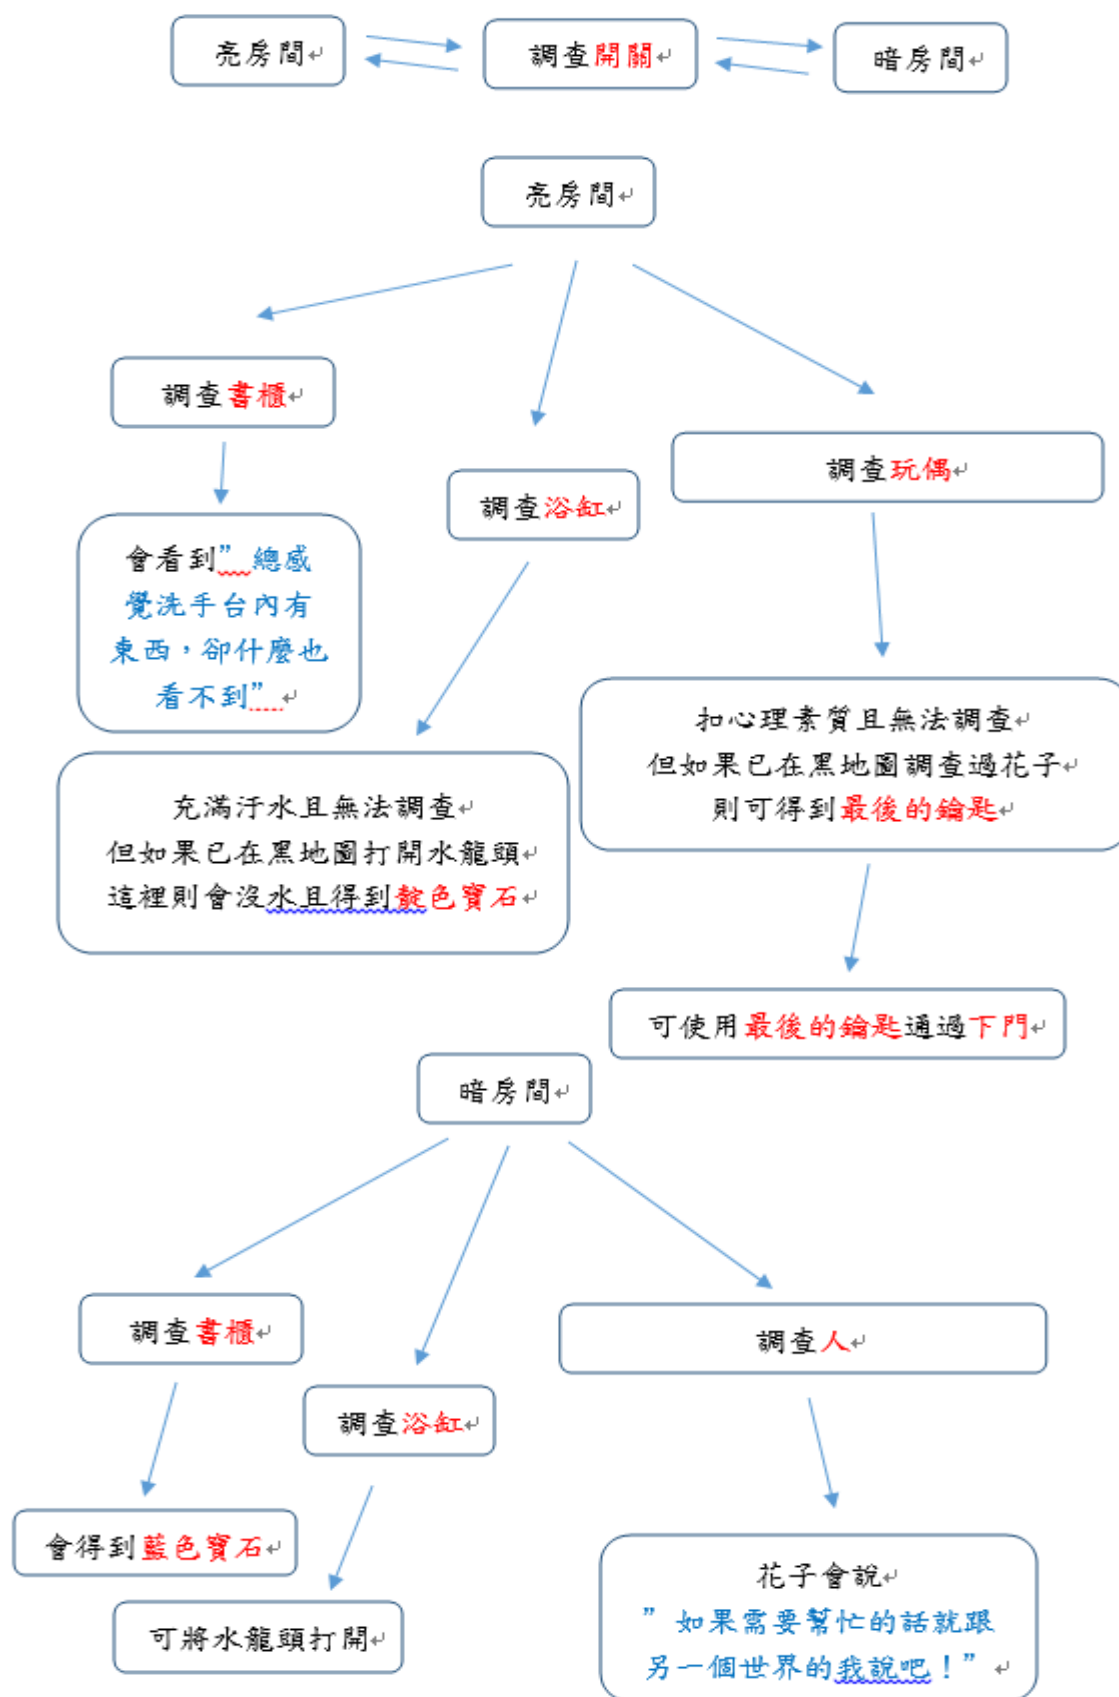 亮房間
調查開關
暗房間
亮房間
調查書櫃
調查浴缸
調查玩偶
會看到” 總感
覺洗手台內有
東西，卻什麼也
看不到”
充滿汙水且無法調查
但如果已在黑地圖打開水龍頭
這裡則會沒水且得到靛色寶石
扣心理素質且無法調查
但如果已在黑地圖調查過花子
則可得到最後的鑰匙
可使用最後的鑰匙通過下門
暗房間
調查書櫃
調查浴缸
調查人
會得到藍色寶石
可將水龍頭打開
花子會說
”如果需要幫忙的話就跟
另一個世界的我說吧！”